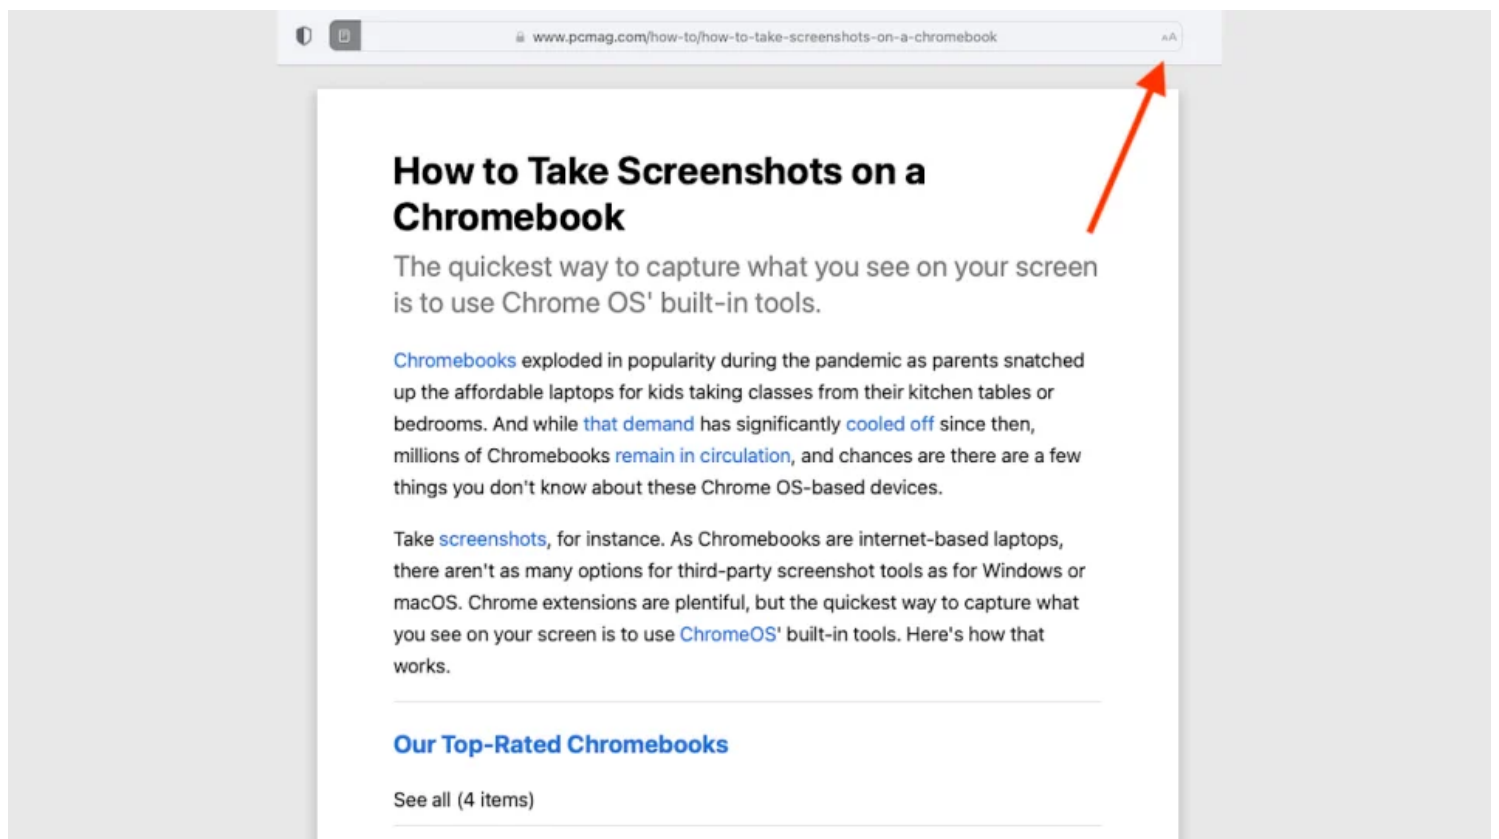 www.pcmag.com/how-to/how-to-take-screenshots-on-a-chromebook
AA
How to Take Screenshots on a
Chromebook
The quickest way to capture what you see on your screen
is to use Chrome OS' built-in tools.
Chromebooks exploded in popularity during the pandemic as parents snatched
up the affordable laptops for kids taking classes from their kitchen tables or
bedrooms. And while that demand has significantly cooled off since then,
millions of Chromebooks remain in circulation, and chances are there are a few
things you don't know about these Chrome OS-based devices.
Take screenshots, for instance. As Chromebooks are internet-based laptops,
there aren't as many options for third-party screenshot tools as for Windows or
macOS. Chrome extensions are plentiful, but the quickest way to capture what
you see on your screen is to use ChromeOS' built-in tools. Here's how that
works.
Our Top-Rated Chromebooks
See all (4 items)